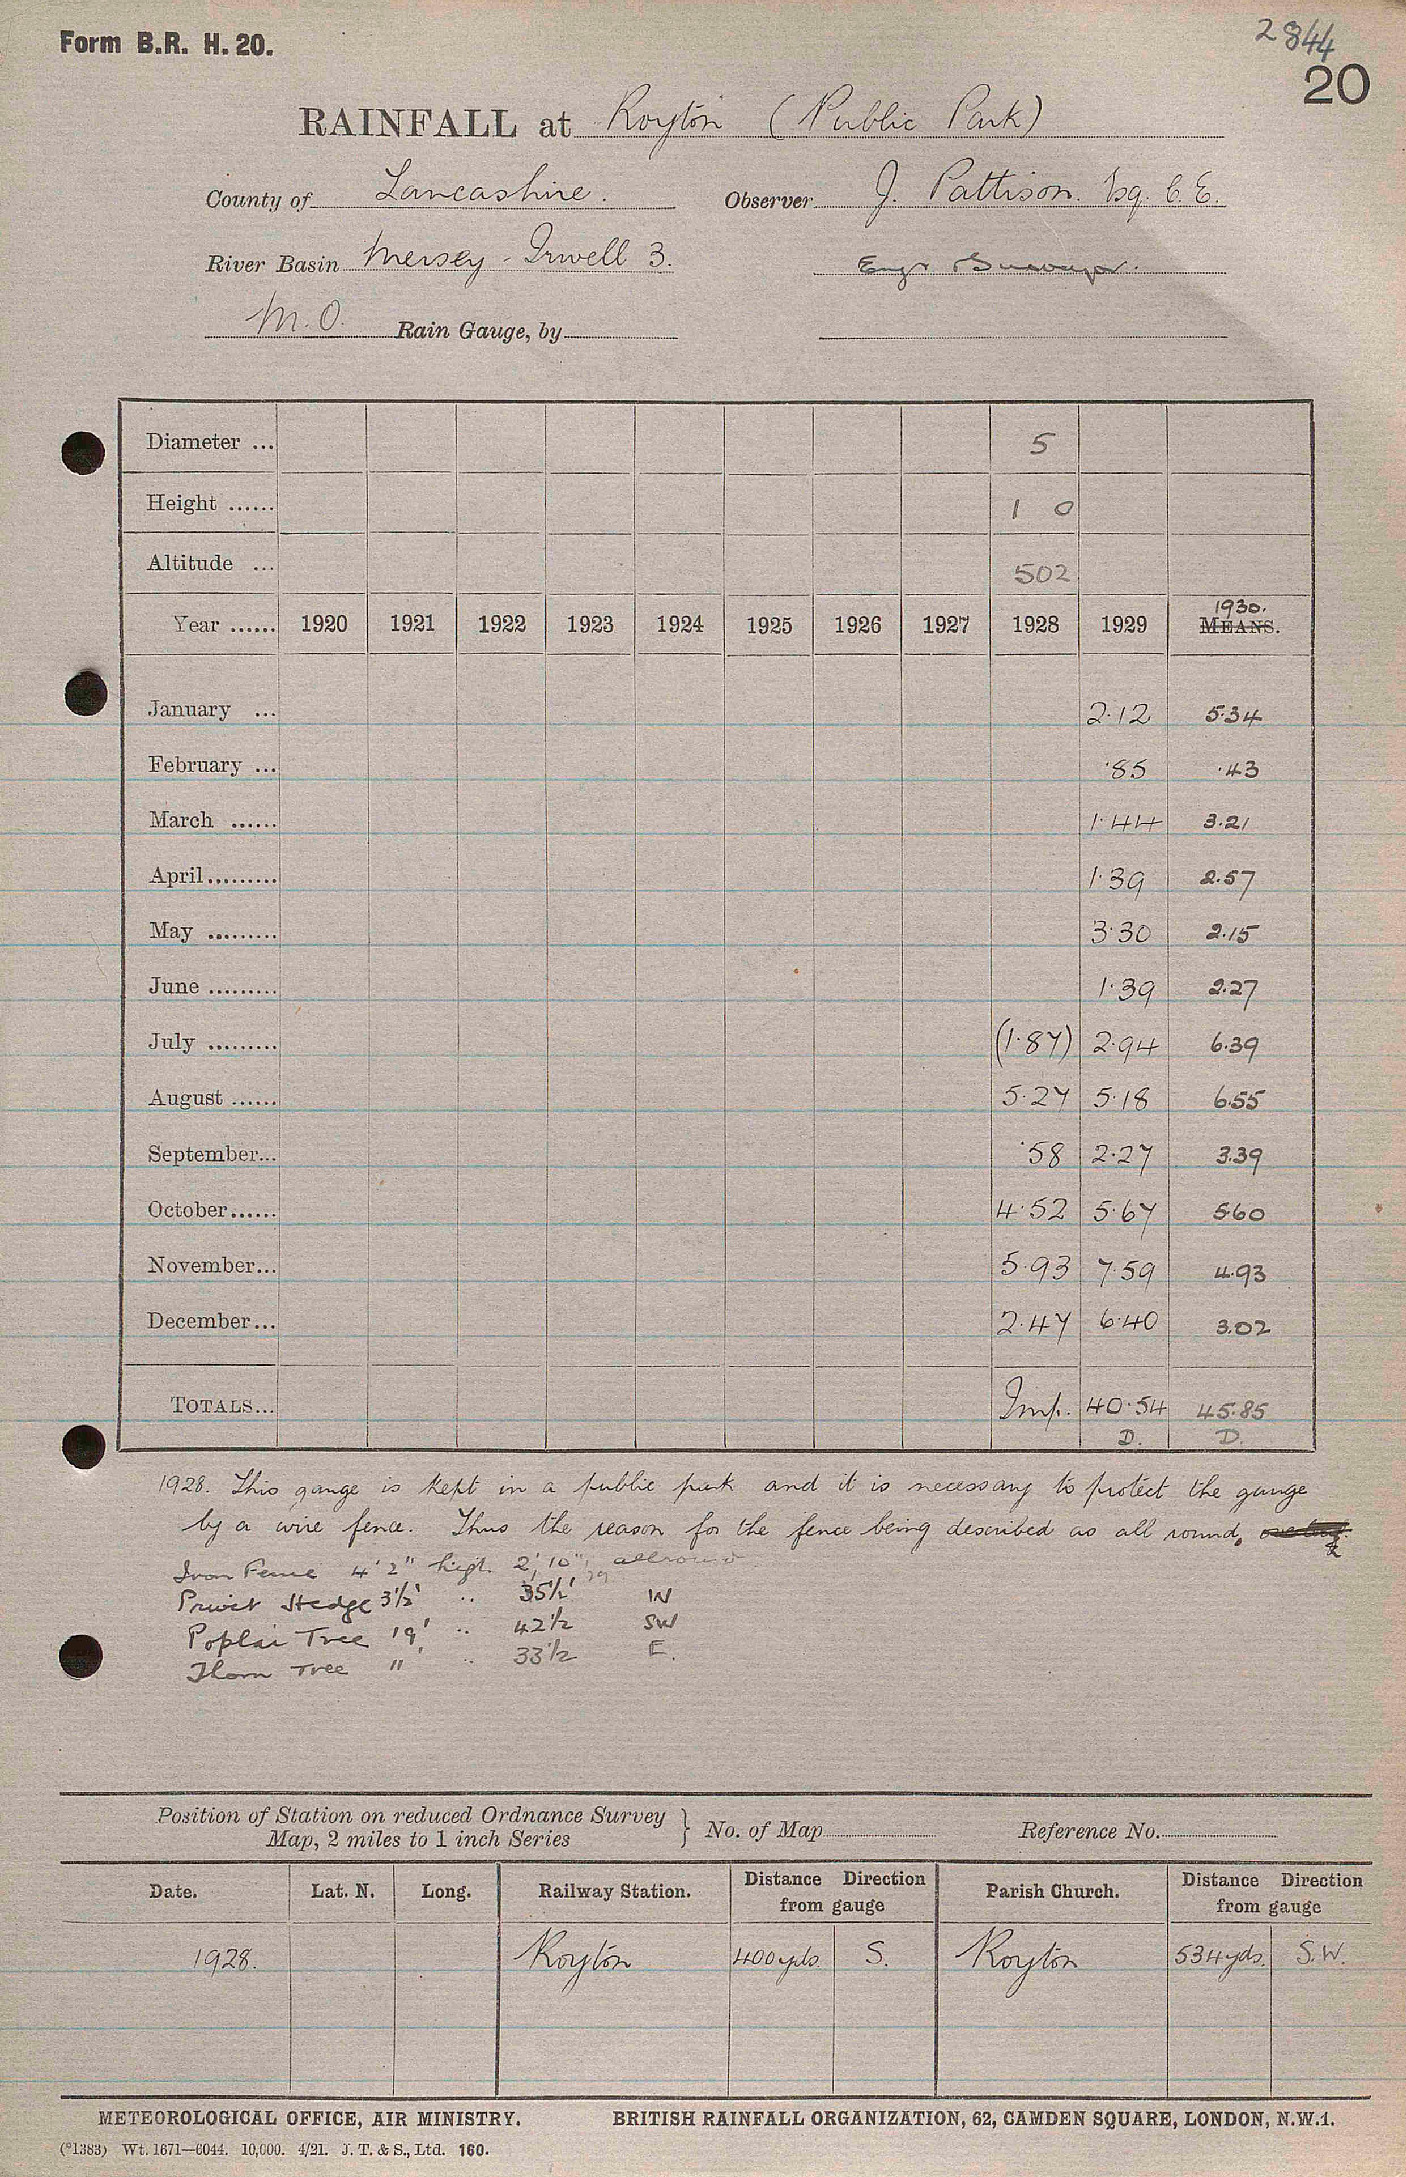 Form B.R. H. 20.
2844
20
RAINFALL at Royton (Public Park)
County of Lancashire. Observer J. Pattison. Esq. C.E.
River Basin Mersey - Irwell 3. Engr & Surveyor.
M.O. Rain Gauge, by
Diameter ... 5
Height ...... 1 0
Altitude ... 502
Year ...... 1920 1921 1922 1923 1924 1925 1926 1927 1928 1929 1930. MEANS.
January ... 2.12 5.34
February ... .85 .43
March ...... 1.44 3.21
April......... 1.39 2.57
May ......... 3.30 2.15
June ......... 1.39 2.27
July ......... (1.87) 2.94 6.39
August ...... 5.27 5.18 6.55
September... .58 2.27 3.39
October...... 4.52 5.67 5.60
November... 5.93 7.59 4.93
December... 2.47 6.40 3.02
TOTALS... Imp. 40.54 45.85
D. D.
1928. This gauge is kept in a public park and it is necessary to protect the gauge
by a wire fence. Thus the reason for the fence being described as all round.
Iron Fence 4' 2" high 2' 10" allround
Privet Hedge 3½' .. 35½' N
Poplar Tree 19' .. 42½ SW
Thorn Tree 11' .. 33½ E.
Position of Station on reduced Ordnance Survey
Map, 2 miles to 1 inch Series } No. of Map Reference No.
Date. Lat. N. Long. Railway Station. Distance Direction from gauge Parish Church. Distance Direction from gauge
1928. Royton 400 yds. S. Royton 534 yds. S.W.
METEOROLOGICAL OFFICE, AIR MINISTRY. BRITISH RAINFALL ORGANIZATION, 62, CAMDEN SQUARE, LONDON, N.W.1.
(*1383) Wt. 1671—6044. 10,000. 4/21. J. T. & S., Ltd. 160.